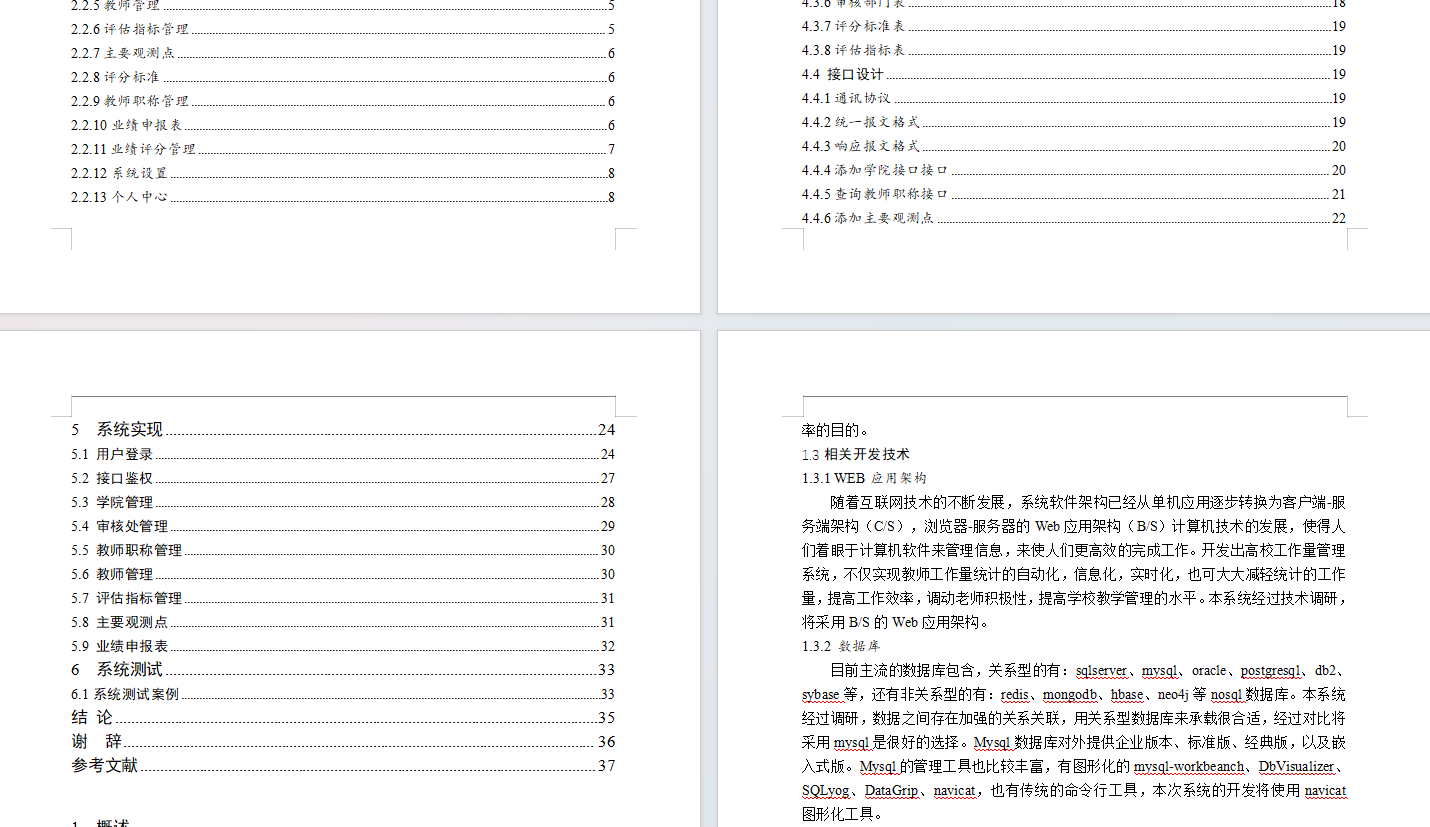 2.2.5 教师管理 5
2.2.6 评估指标管理 5
2.2.7 主要观测点 6
2.2.8 评分标准 6
2.2.9 教师职称管理 6
2.2.10 业绩申报表 6
2.2.11 业绩评分管理 7
2.2.12 系统设置 8
2.2.13 个人中心 8
4.3.6 审核部门表 18
4.3.7 评分标准表 19
4.3.8 评估指标表 19
4.4 接口设计 19
4.4.1 通讯协议 19
4.4.2 统一报文格式 19
4.4.3 响应报文格式 20
4.4.4 添加学院接口接口 20
4.4.5 查询教师职称接口 21
4.4.6 添加主要观测点 22
5 系统实现 24
5.1 用户登录 24
5.2 接口鉴权 27
5.3 学院管理 28
5.4 审核处管理 29
5.5 教师职称管理 30
5.6 教师管理 30
5.7 评估指标管理 31
5.8 主要观测点 31
5.9 业绩申报表 32
6 系统测试 33
6.1 系统测试案例 33
结 论 35
谢 辞 36
参考文献 37
1 概述
率的目的。
1.3 相关开发技术
1.3.1 WEB 应用架构
随着互联网技术的不断发展，系统软件架构已经从单机应用逐步转换为客户端-服
务端架构（C/S），浏览器-服务器的 Web 应用架构（B/S）计算机技术的发展，使得人
们着眼于计算机软件来管理信息，来使人们更高效的完成工作。开发出高校工作量管理
系统，不仅实现教师工作量统计的自动化，信息化，实时化，也可大大减轻统计的工作
量，提高工作效率，调动老师积极性，提高学校教学管理的水平。本系统经过技术调研，
将采用 B/S 的 Web 应用架构。
1.3.2 数据库
目前主流的数据库包含，关系型的有：sqlserver、mysql、oracle、postgresql、db2、
sybase 等，还有非关系型的有：redis、mongodb、hbase、neo4j 等 nosql 数据库。本系统
经过调研，数据之间存在加强的关系关联，用关系型数据库来承载很合适，经过对比将
采用 mysql 是很好的选择。Mysql 数据库对外提供企业版本、标准版、经典版，以及嵌
入式版。Mysql 的管理工具也比较丰富，有图形化的 mysql-workbeanch、DbVisualizer、
SQLyog、DataGrip、navicat，也有传统的命令行工具，本次系统的开发将使用 navicat
图形化工具。